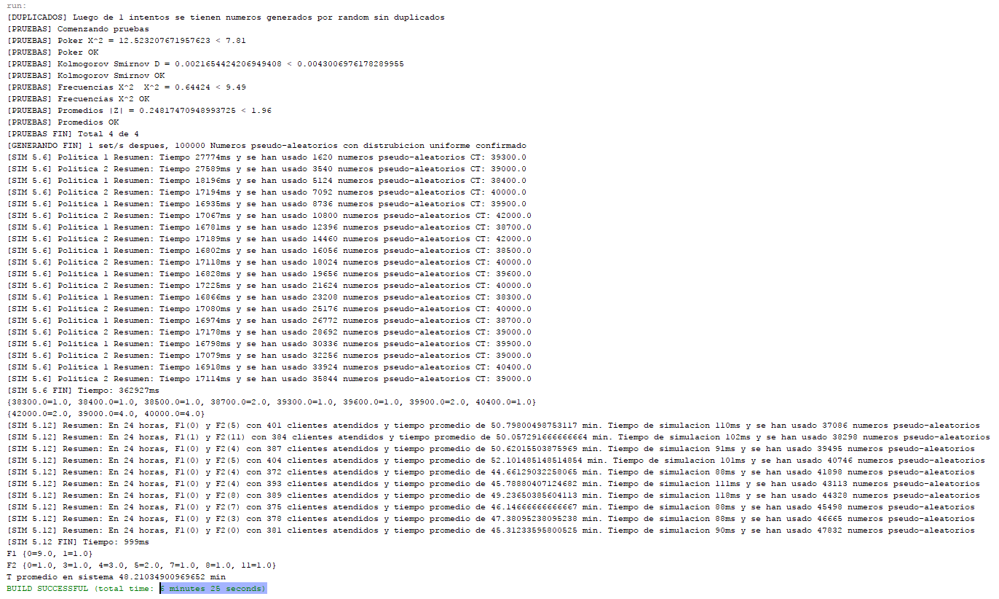 run:
[DUPLICADOS] Luego de 1 intentos se tienen numeros generados por random sin duplicados
[PRUEBAS] Comenzando pruebas
[PRUEBAS] Poker X^2 = 12.523207671957623 < 7.81
[PRUEBAS] Poker OK
[PRUEBAS] Kolmogorov Smirnov D = 0.0021654424206949408 < 0.0043006976178289955
[PRUEBAS] Kolmogorov Smirnov OK
[PRUEBAS] Frecuencias X^2  X^2 = 0.64424 < 9.49
[PRUEBAS] Frecuencias X^2 OK
[PRUEBAS] Promedios |Z| = 0.24817470948993725 < 1.96
[PRUEBAS] Promedios OK
[PRUEBAS FIN] Total 4 de 4
[GENERANDO FIN] 1 set/s despues, 100000 Numeros pseudo-aleatorios con distrubicion uniforme confirmado
[SIM 5.6] Politica 1 Resumen: Tiempo 27774ms y se han usado 1620 numeros pseudo-aleatorios CT: 39300.0
[SIM 5.6] Politica 2 Resumen: Tiempo 27589ms y se han usado 3540 numeros pseudo-aleatorios CT: 39000.0
[SIM 5.6] Politica 1 Resumen: Tiempo 18196ms y se han usado 5124 numeros pseudo-aleatorios CT: 38400.0
[SIM 5.6] Politica 2 Resumen: Tiempo 17194ms y se han usado 7092 numeros pseudo-aleatorios CT: 40000.0
[SIM 5.6] Politica 1 Resumen: Tiempo 16935ms y se han usado 8736 numeros pseudo-aleatorios CT: 39900.0
[SIM 5.6] Politica 2 Resumen: Tiempo 17067ms y se han usado 10800 numeros pseudo-aleatorios CT: 42000.0
[SIM 5.6] Politica 1 Resumen: Tiempo 16781ms y se han usado 12396 numeros pseudo-aleatorios CT: 38700.0
[SIM 5.6] Politica 2 Resumen: Tiempo 17189ms y se han usado 14460 numeros pseudo-aleatorios CT: 42000.0
[SIM 5.6] Politica 1 Resumen: Tiempo 16802ms y se han usado 16056 numeros pseudo-aleatorios CT: 38500.0
[SIM 5.6] Politica 2 Resumen: Tiempo 17118ms y se han usado 18024 numeros pseudo-aleatorios CT: 40000.0
[SIM 5.6] Politica 1 Resumen: Tiempo 16828ms y se han usado 19656 numeros pseudo-aleatorios CT: 39600.0
[SIM 5.6] Politica 2 Resumen: Tiempo 17225ms y se han usado 21624 numeros pseudo-aleatorios CT: 40000.0
[SIM 5.6] Politica 1 Resumen: Tiempo 16866ms y se han usado 23208 numeros pseudo-aleatorios CT: 38300.0
[SIM 5.6] Politica 2 Resumen: Tiempo 17080ms y se han usado 25176 numeros pseudo-aleatorios CT: 40000.0
[SIM 5.6] Politica 1 Resumen: Tiempo 16974ms y se han usado 26772 numeros pseudo-aleatorios CT: 38700.0
[SIM 5.6] Politica 2 Resumen: Tiempo 17178ms y se han usado 28692 numeros pseudo-aleatorios CT: 39000.0
[SIM 5.6] Politica 1 Resumen: Tiempo 16798ms y se han usado 30336 numeros pseudo-aleatorios CT: 39900.0
[SIM 5.6] Politica 2 Resumen: Tiempo 17079ms y se han usado 32256 numeros pseudo-aleatorios CT: 39000.0
[SIM 5.6] Politica 1 Resumen: Tiempo 16918ms y se han usado 33924 numeros pseudo-aleatorios CT: 40400.0
[SIM 5.6] Politica 2 Resumen: Tiempo 17114ms y se han usado 35844 numeros pseudo-aleatorios CT: 39000.0
[SIM 5.6 FIN] Tiempo: 362927ms
{38300.0=1.0, 38400.0=1.0, 38500.0=1.0, 38700.0=2.0, 39300.0=1.0, 39600.0=1.0, 39900.0=2.0, 40400.0=1.0}
{42000.0=2.0, 39000.0=4.0, 40000.0=4.0}
[SIM 5.12] Resumen: En 24 horas, F1(0) y F2(5) con 401 clientes atendidos y tiempo promedio de 50.79800498753117 min. Tiempo de simulacion 110ms y se han usado 37086 numeros pseudo-aleatorios
[SIM 5.12] Resumen: En 24 horas, F1(1) y F2(11) con 384 clientes atendidos y tiempo promedio de 50.057291666666664 min. Tiempo de simulacion 102ms y se han usado 38298 numeros pseudo-aleatorios
[SIM 5.12] Resumen: En 24 horas, F1(0) y F2(4) con 387 clientes atendidos y tiempo promedio de 50.62015503875969 min. Tiempo de simulacion 91ms y se han usado 39495 numeros pseudo-aleatorios
[SIM 5.12] Resumen: En 24 horas, F1(0) y F2(5) con 404 clientes atendidos y tiempo promedio de 52.101485148514854 min. Tiempo de simulacion 101ms y se han usado 40746 numeros pseudo-aleatorios
[SIM 5.12] Resumen: En 24 horas, F1(0) y F2(4) con 372 clientes atendidos y tiempo promedio de 44.66129032258065 min. Tiempo de simulacion 88ms y se han usado 41898 numeros pseudo-aleatorios
[SIM 5.12] Resumen: En 24 horas, F1(0) y F2(4) con 393 clientes atendidos y tiempo promedio de 45.78880407124682 min. Tiempo de simulacion 111ms y se han usado 43113 numeros pseudo-aleatorios
[SIM 5.12] Resumen: En 24 horas, F1(0) y F2(8) con 389 clientes atendidos y tiempo promedio de 49.23650385604113 min. Tiempo de simulacion 118ms y se han usado 44328 numeros pseudo-aleatorios
[SIM 5.12] Resumen: En 24 horas, F1(0) y F2(7) con 375 clientes atendidos y tiempo promedio de 46.14666666666667 min. Tiempo de simulacion 88ms y se han usado 45498 numeros pseudo-aleatorios
[SIM 5.12] Resumen: En 24 horas, F1(0) y F2(3) con 378 clientes atendidos y tiempo promedio de 47.38095238095238 min. Tiempo de simulacion 88ms y se han usado 46665 numeros pseudo-aleatorios
[SIM 5.12] Resumen: En 24 horas, F1(0) y F2(0) con 381 clientes atendidos y tiempo promedio de 45.31233595800525 min. Tiempo de simulacion 90ms y se han usado 47832 numeros pseudo-aleatorios
[SIM 5.12 FIN] Tiempo: 999ms
F1 {0=9.0, 1=1.0}
F2 {0=1.0, 3=1.0, 4=3.0, 5=2.0, 7=1.0, 8=1.0, 11=1.0}
T promedio en sistema 48.21034900969652 min
BUILD SUCCESSFUL (total time: 6 minutes 25 seconds)